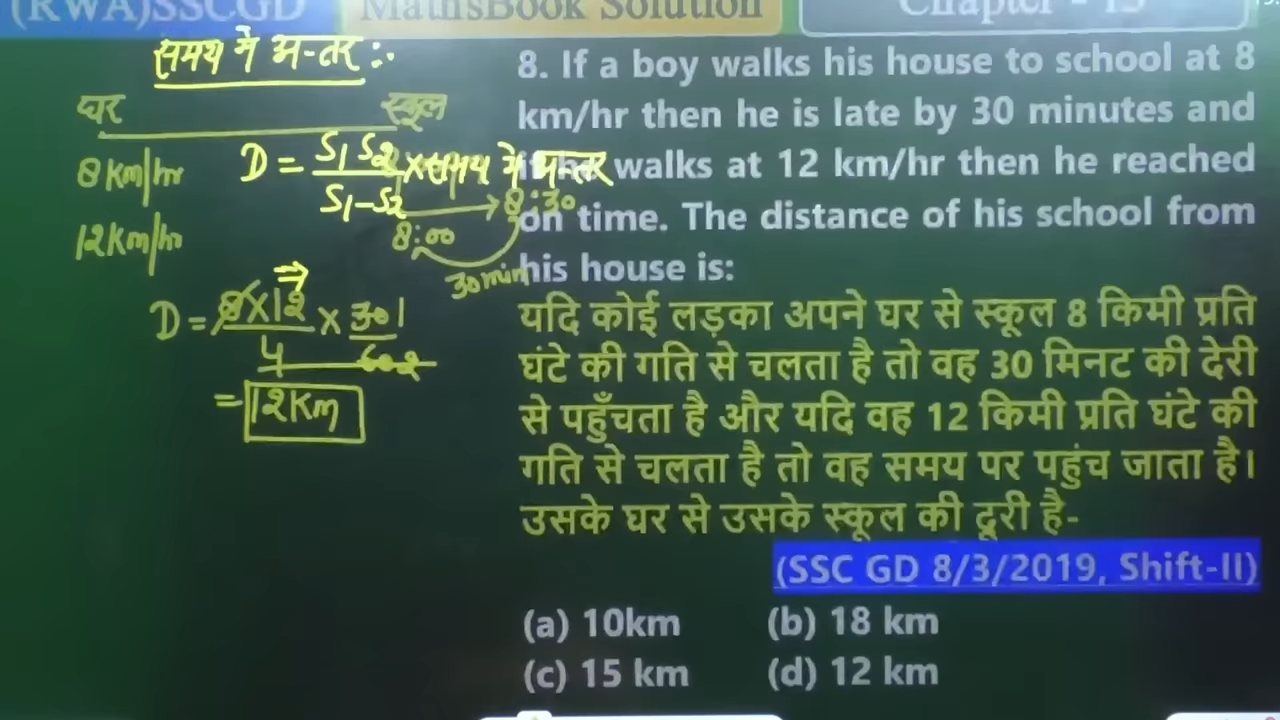 (RWA)SSCGD
MathsBook Solution
Chapter - 15
समय में अन्तर :-
घर स्कूल
8 Km/hr
12 Km/hr
D = S1 S2 / S1-S2 × समय में अन्तर
8:00 → 8:30
30 min
D = 8×12 / 4 × 30 1 / 60 2
= 12 Km
8. If a boy walks his house to school at 8
km/hr then he is late by 30 minutes and
if he walks at 12 km/hr then he reached
on time. The distance of his school from
his house is:
यदि कोई लड़का अपने घर से स्कूल 8 किमी प्रति
घंटे की गति से चलता है तो वह 30 मिनट की देरी
से पहुँचता है और यदि वह 12 किमी प्रति घंटे की
गति से चलता है तो वह समय पर पहुंच जाता है।
उसके घर से उसके स्कूल की दूरी है-
(SSC GD 8/3/2019, Shift-II)
(a) 10km (b) 18 km
(c) 15 km (d) 12 km